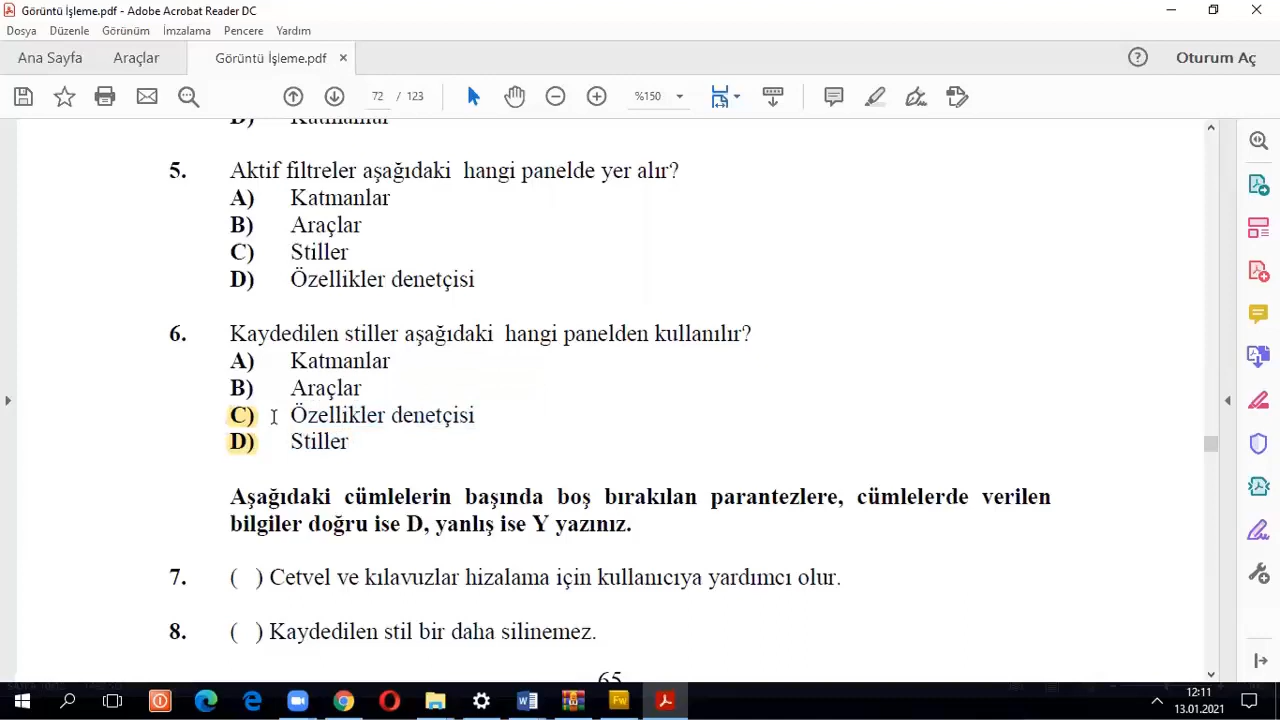 Görüntü İşleme.pdf - Adobe Acrobat Reader DC
Dosya Düzenle Görünüm İmzalama Pencere Yardım
Ana Sayfa Araçlar Görüntü İşleme.pdf × Oturum Aç
72 / 123 %150
D) Katmanlar
5. Aktif filtreler aşağıdaki hangi panelde yer alır?
A) Katmanlar
B) Araçlar
C) Stiller
D) Özellikler denetçisi
6. Kaydedilen stiller aşağıdaki hangi panelden kullanılır?
A) Katmanlar
B) Araçlar
C) Özellikler denetçisi
D) Stiller
Aşağıdaki cümlelerin başında boş bırakılan parantezlere, cümlelerde verilen
bilgiler doğru ise D, yanlış ise Y yazınız.
7. ( ) Cetvel ve kılavuzlar hizalama için kullanıcıya yardımcı olur.
8. ( ) Kaydedilen stil bir daha silinemez.
65
Fw
12:11
13.01.2021